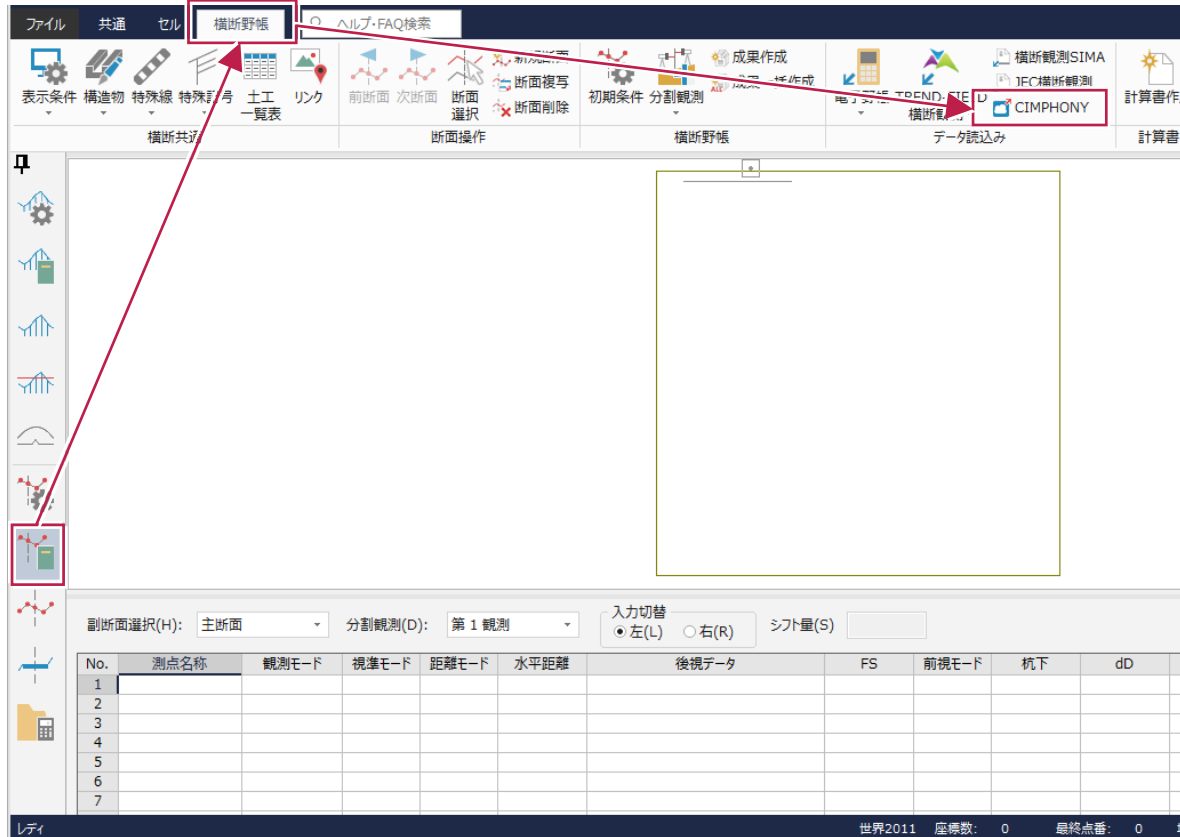 ファイル 共通 セル 横断野帳 ヘルプ・FAQ検索
成果作成 横断観測SIMA
断面複写
表示条件 構造物 特殊線 特殊記号 土工 リンク 前断面 次断面 断面 初期条件 分割観測 CIMPHONY 計算書作
一覧表 選択 断面削除
横断共通 断面操作 横断野帳 データ読込み 計算書
副断面選択(H): 主断面 分割観測(D): 第 1 観測 入力切替 シフト量(S)
左(L) 右(R)
No. 測点名称 観測モード 視準モード 距離モード 水平距離 後視データ FS 前視モード 杭下 dD
1
2
3
4
5
6
7
レディ 世界2011 座標数: 0 最終点番: 0